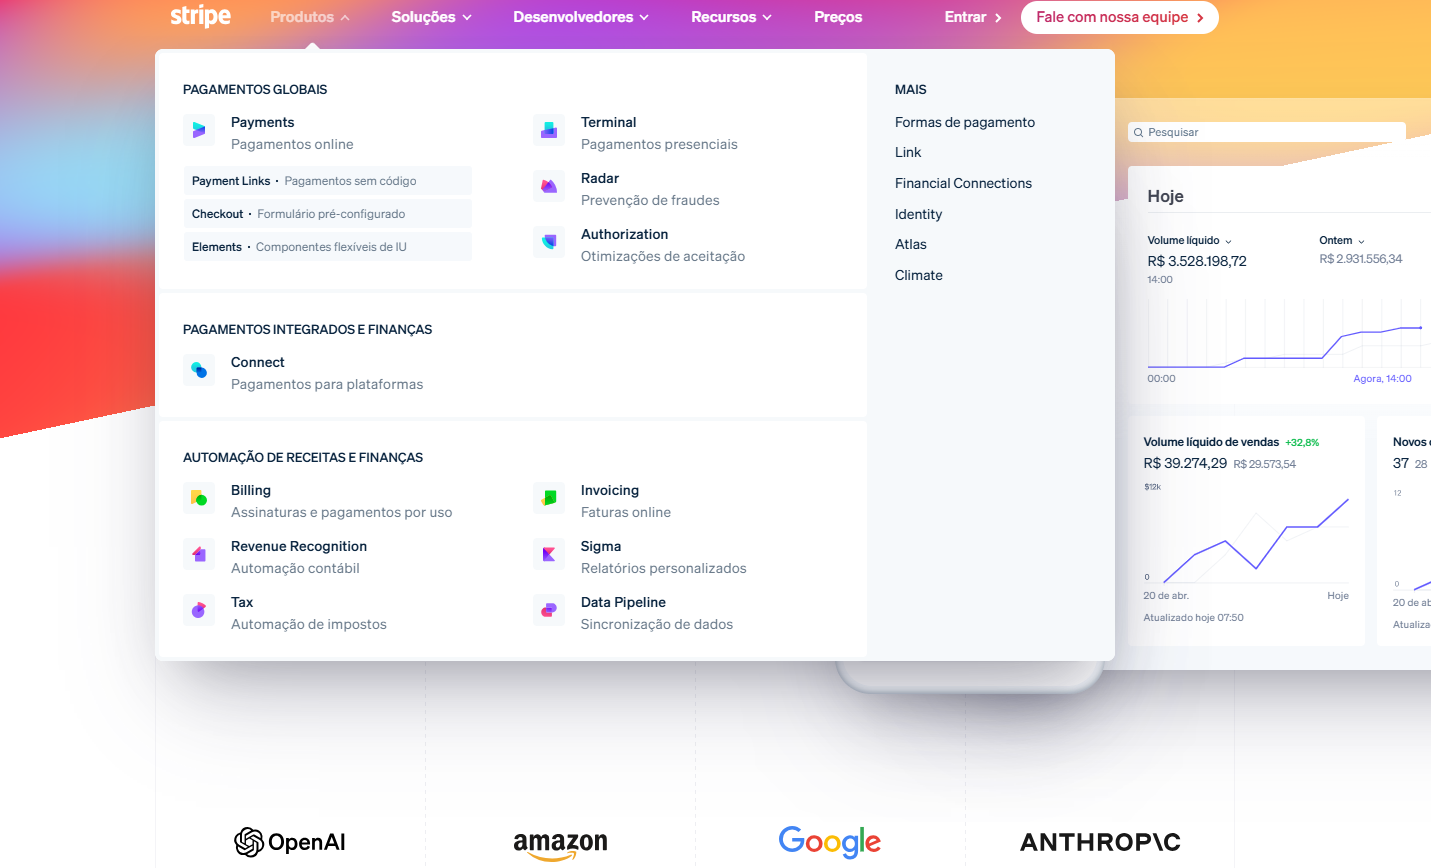 stripe
Produtos
Soluções
Desenvolvedores
Recursos
Preços
Entrar
Fale com nossa equipe
PAGAMENTOS GLOBAIS
Payments
Pagamentos online
Payment Links · Pagamentos sem código
Checkout · Formulário pré-configurado
Elements · Componentes flexíveis de IU
Terminal
Pagamentos presenciais
Radar
Prevenção de fraudes
Authorization
Otimizações de aceitação
PAGAMENTOS INTEGRADOS E FINANÇAS
Connect
Pagamentos para plataformas
AUTOMAÇÃO DE RECEITAS E FINANÇAS
Billing
Assinaturas e pagamentos por uso
Revenue Recognition
Automação contábil
Tax
Automação de impostos
Invoicing
Faturas online
Sigma
Relatórios personalizados
Data Pipeline
Sincronização de dados
MAIS
Formas de pagamento
Link
Financial Connections
Identity
Atlas
Climate
Pesquisar
Hoje
Volume líquido
R$ 3.528.198,72
14:00
Ontem
R$ 2.931.556,34
00:00
Agora, 14:00
Volume líquido de vendas +32,8%
R$ 39.274,29 R$ 29.573,54
$12k
0
20 de abr.
Hoje
Atualizado hoje 07:50
Novos
37 28
12
0
20 de ab
Atualiza
OpenAI
amazon
Google
ANTHROP\C